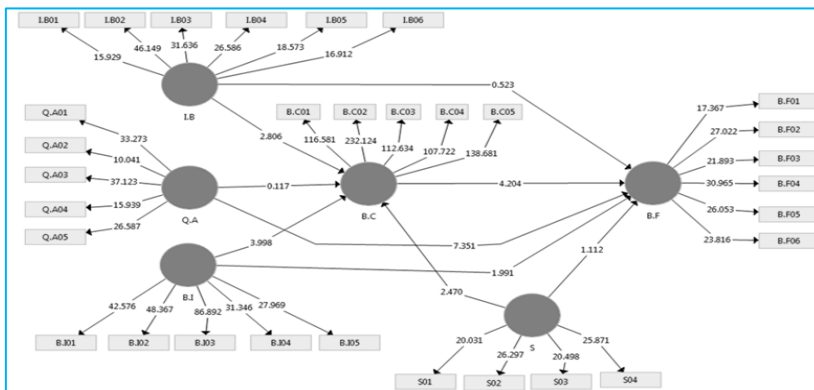 I.B01 I.B02 I.B03 I.B04 I.B05 I.B06
15.929 46.149 31.636 26.586 18.573 16.912
I.B
0.523
2.806
Q.A01
Q.A02
Q.A03
Q.A04
Q.A05
33.273
10.041
37.123
15.939
26.587
Q.A
0.117
7.351
B.C01 B.C02 B.C03 B.C04 B.C05
116.581 232.124 112.634 107.722 138.681
B.C
4.204
B.F01
B.F02
B.F03
B.F04
B.F05
B.F06
17.367
27.022
21.893
30.965
26.053
23.816
B.F
3.998
1.991
B.I
42.576 48.367 86.892 31.346 27.969
B.I01 B.I02 B.I03 B.I04 B.I05
2.470
1.112
S
20.031 26.297 20.498 25.871
S01 S02 S03 S04